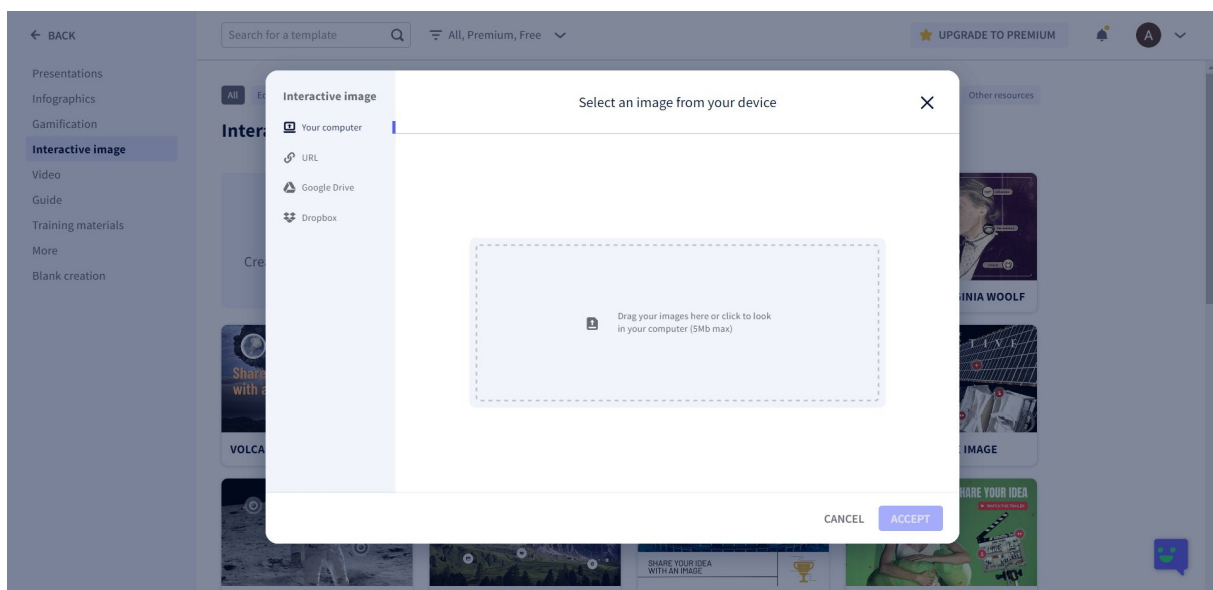 BACK
Search for a template
All, Premium, Free
UPGRADE TO PREMIUM
A
Presentations
Infographics
Gamification
Interactive image
Video
Guide
Training materials
More
Blank creation
All
Other resources
Interactive image
Your computer
URL
Google Drive
Dropbox
Select an image from your device
Drag your images here or click to look
in your computer (5Mb max)
CANCEL
ACCEPT
INIA WOOLF
Share
with a
VOLCA
IMAGE
SHARE YOUR IDEA
WITH AN IMAGE
HARE YOUR IDEA